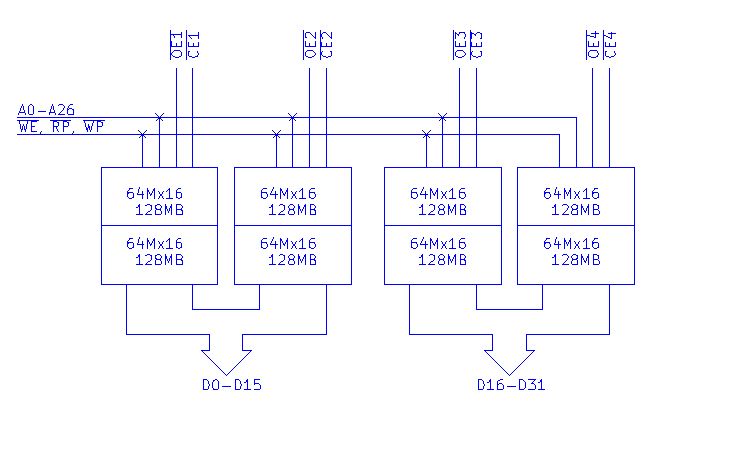 OE1 CE1 OE2 CE2 OE3 CE3 OE4 CE4
A0-A26
WE, RP, WP
64Mx16 64Mx16 64Mx16 64Mx16
128MB 128MB 128MB 128MB
64Mx16 64Mx16 64Mx16 64Mx16
128MB 128MB 128MB 128MB
D0-D15 D16-D31